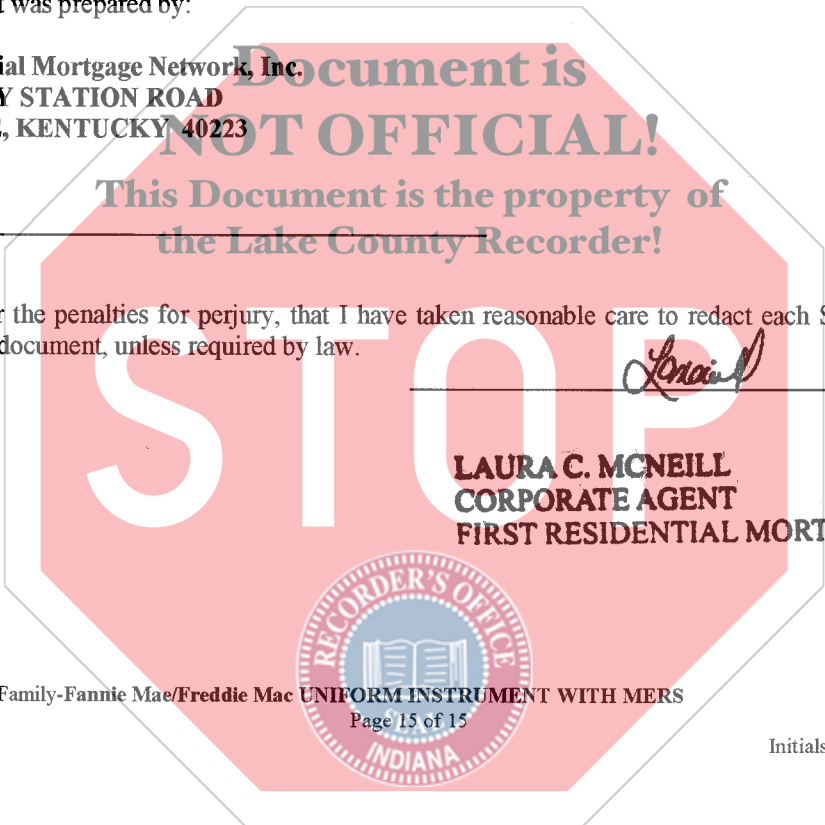 t was prepared by:
ial Mortgage Network, Inc.
Y STATION ROAD
E, KENTUCKY 40223
Document is
NOT OFFICIAL!
This Document is the property of
the Lake County Recorder!
r the penalties for perjury, that I have taken reasonable care to redact each S
document, unless required by law.
STOP
LAURA C. MCNEILL
CORPORATE AGENT
FIRST RESIDENTIAL MORT
RECORDER'S OFFICE
SEAL
INDIANA
Family-Fannie Mae/Freddie Mac UNIFORM INSTRUMENT WITH MERS
Page 15 of 15
Initials